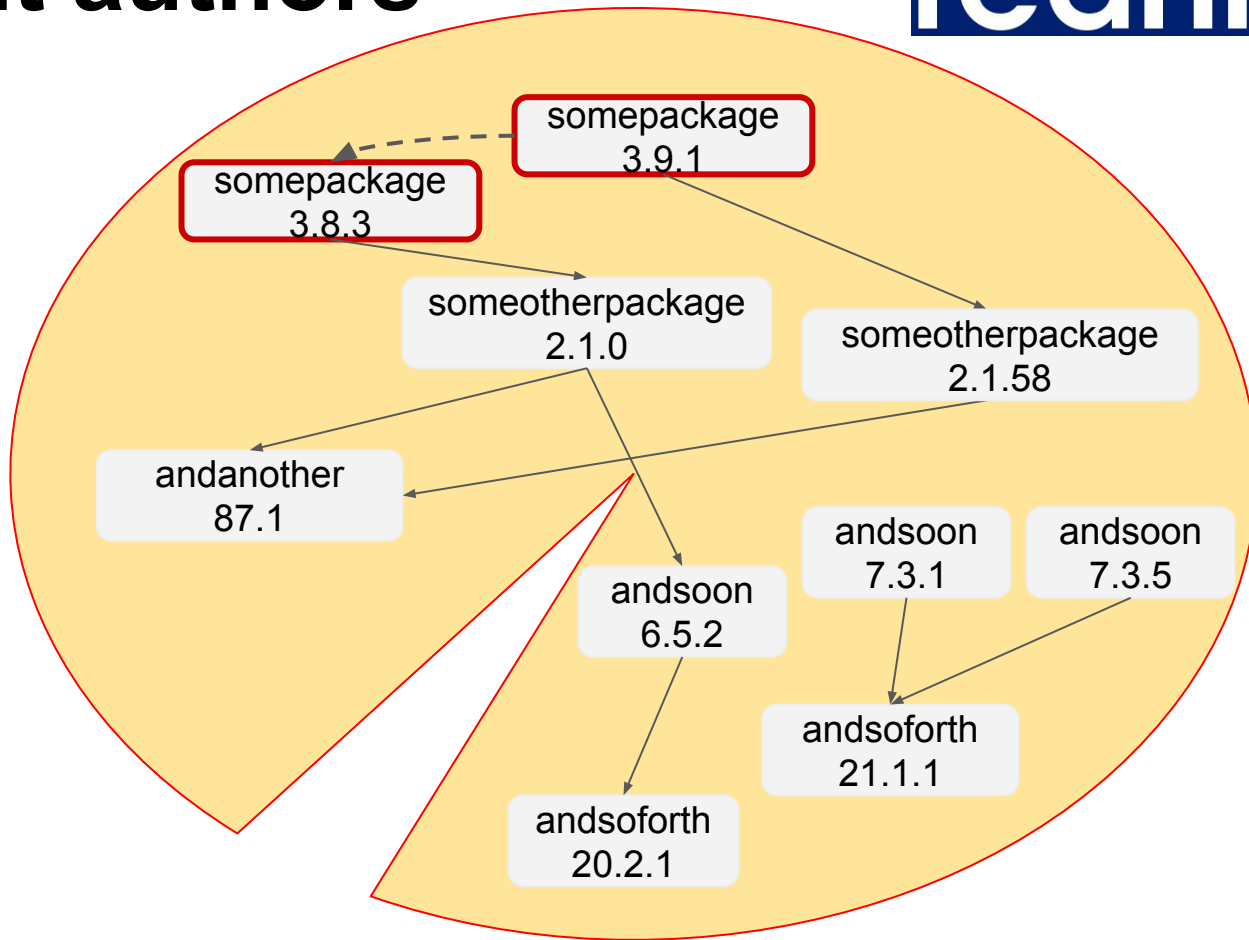 authors
somepackage
3.9.1
somepackage
3.8.3
someotherpackage
2.1.0
someotherpackage
2.1.58
andanother
87.1
andsoon
7.3.1
andsoon
7.3.5
andsoon
6.5.2
andsoforth
21.1.1
andsoforth
20.2.1